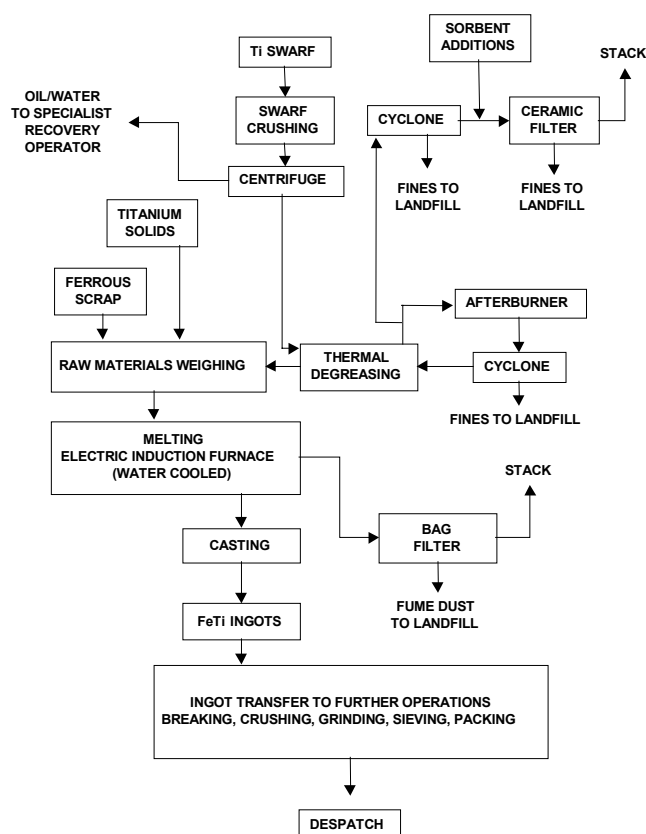 Ti SWARF
SORBENT
ADDITIONS
STACK
OIL/WATER
TO SPECIALIST
RECOVERY
OPERATOR
SWARF
CRUSHING
CYCLONE
CERAMIC
FILTER
CENTRIFUGE
FINES TO
LANDFILL
FINES TO
LANDFILL
TITANIUM
SOLIDS
FERROUS
SCRAP
AFTERBURNER
RAW MATERIALS WEIGHING
THERMAL
DEGREASING
CYCLONE
FINES TO LANDFILL
MELTING
ELECTRIC INDUCTION FURNACE
(WATER COOLED)
STACK
BAG
FILTER
CASTING
FUME DUST
TO LANDFILL
FeTi INGOTS
INGOT TRANSFER TO FURTHER OPERATIONS
BREAKING, CRUSHING, GRINDING, SIEVING, PACKING
DESPATCH